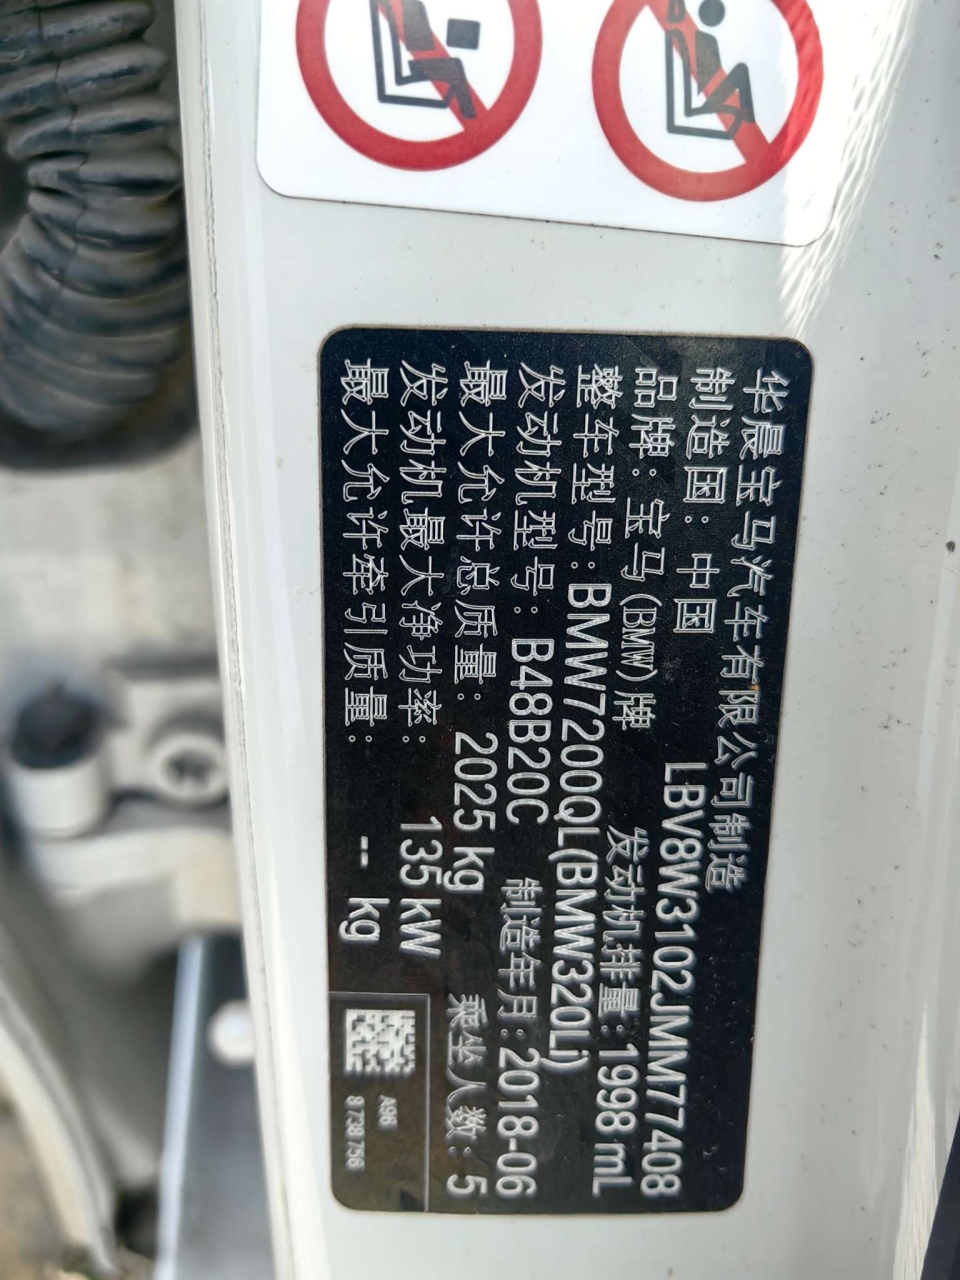 华晨宝马汽车有限公司制造
制造国：中国 LBV8W3102JMM77408
品牌：宝马(BMW)牌 发动机排量：1998 mL
整车型号：BMW7200QL(BMW320Li)
发动机型号：B48B20C 制造年月：2018-06
最大允许总质量：2025 kg 乘坐人数：5
发动机最大净功率：135 kW
最大允许牵引质量：-- kg
A96
8 738 756